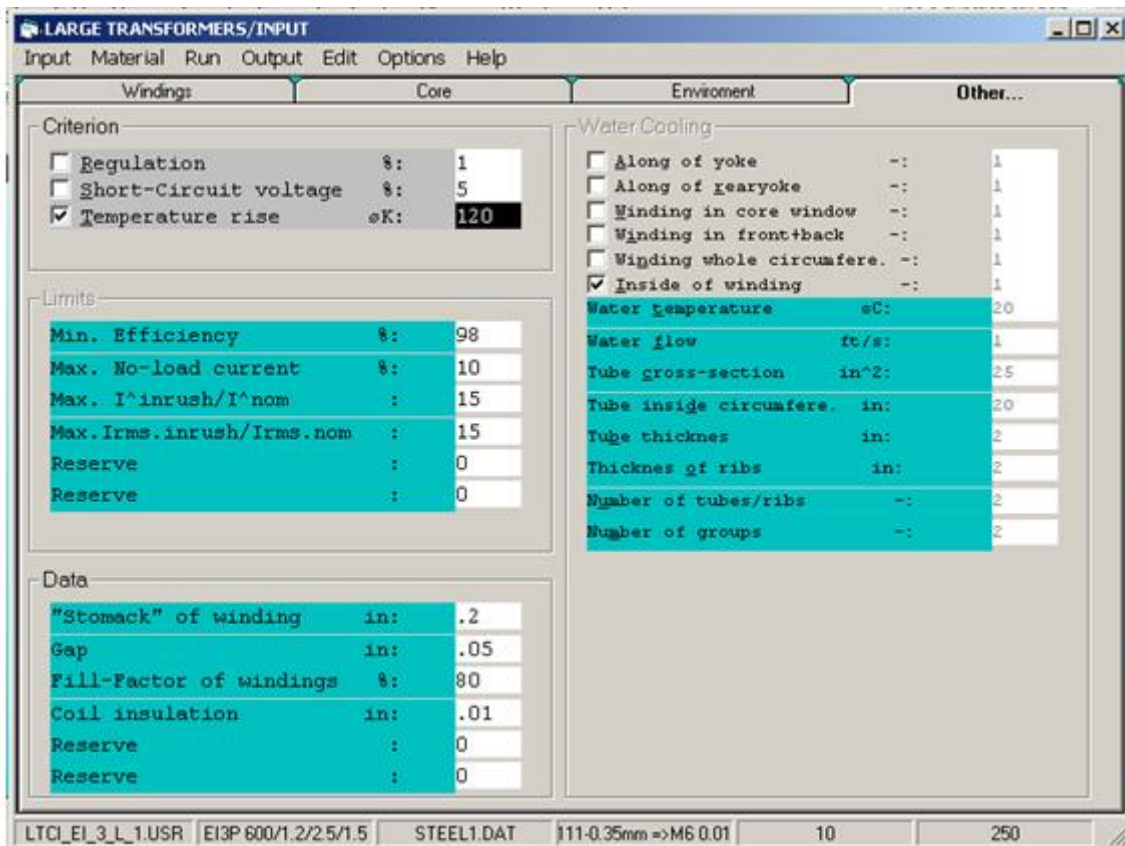 LARGE TRANSFORMERS/INPUT
Input Material Run Output Edit Options Help
Windings Core Enviroment Other...
Criterion
Regulation %: 1
Short-Circuit voltage %: 5
Temperature rise øK: 120
Limits
Min. Efficiency %: 98
Max. No-load current %: 10
Max. I^inrush/I^nom : 15
Max.Irms.inrush/Irms.nom : 15
Reserve : 0
Reserve : 0
Data
"Stomack" of winding in: .2
Gap in: .05
Fill-Factor of windings %: 80
Coil insulation in: .01
Reserve : 0
Reserve : 0
Water Cooling
Along of yoke -: 1
Along of rearyoke -: 1
Winding in core window -: 1
Winding in front+back -: 1
Winding whole circumfere. -: 1
Inside of winding -: 1
Water temperature øC: 20
Water flow ft/s: 1
Tube cross-section in^2: 25
Tube inside circumfere. in: 20
Tube thicknes in: 2
Thicknes of ribs in: 2
Number of tubes/ribs -: 2
Number of groups -: 2
LTCI_EI_3_L_1.USR EI3P 600/1.2/2.5/1.5 STEEL1.DAT 111-0.35mm =>M6 0.01 10 250